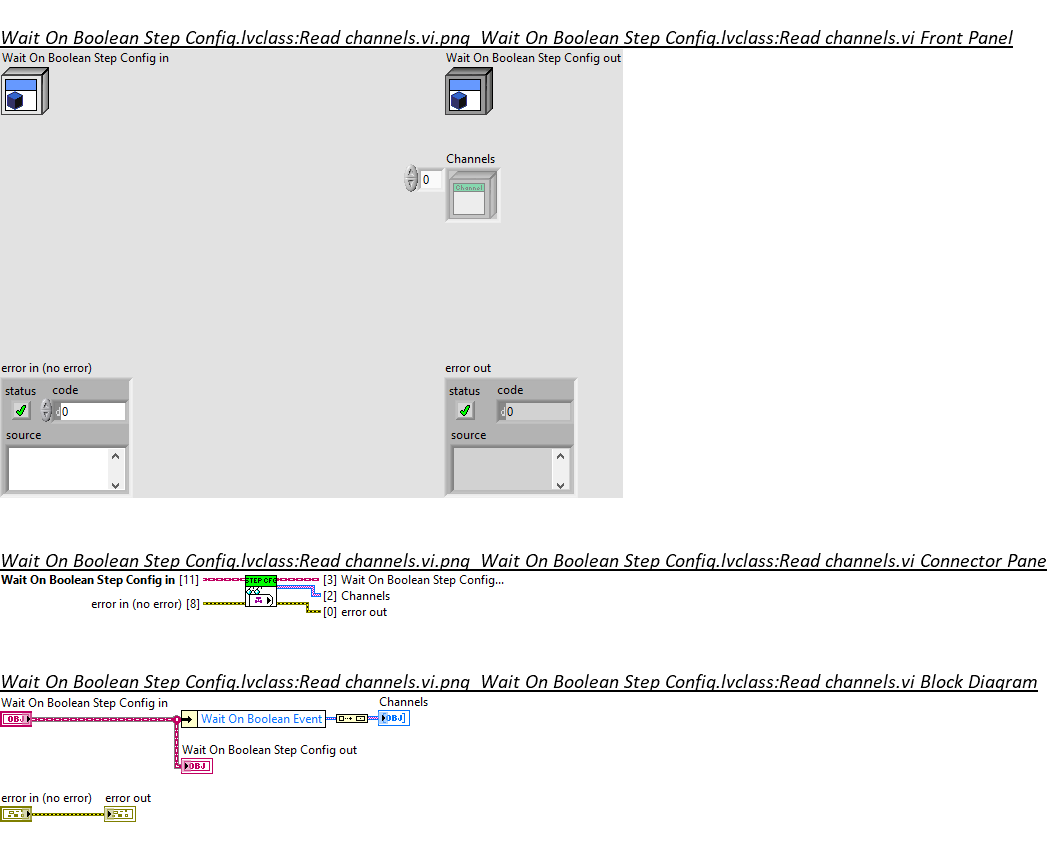 Wait On Boolean Step Config.lvclass:Read channels.vi.png  Wait On Boolean Step Config.lvclass:Read channels.vi Front Panel
Wait On Boolean Step Config in
Wait On Boolean Step Config out
Channels
0
Channel
error in (no error)
error out
status code
status code
d 0
d 0
source
source
Wait On Boolean Step Config.lvclass:Read channels.vi.png  Wait On Boolean Step Config.lvclass:Read channels.vi Connector Pane
Wait On Boolean Step Config in [11]
STEP CFG
[3] Wait On Boolean Step Config...
[2] Channels
error in (no error) [8]
[0] error out
Wait On Boolean Step Config.lvclass:Read channels.vi.png  Wait On Boolean Step Config.lvclass:Read channels.vi Block Diagram
Wait On Boolean Step Config in
Channels
OBJ
Wait On Boolean Event
OBJ
Wait On Boolean Step Config out
OBJ
error in (no error)
error out